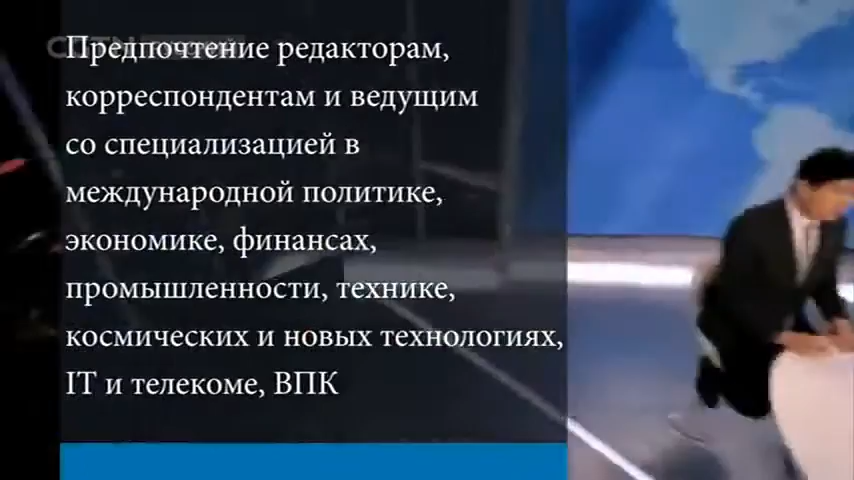 Предпочтение редакторам,
корреспондентам и ведущим
со специализацией в
международной политике,
экономике, финансах,
промышленности, технике,
космических и новых технологиях,
IT и телекоме, ВПК